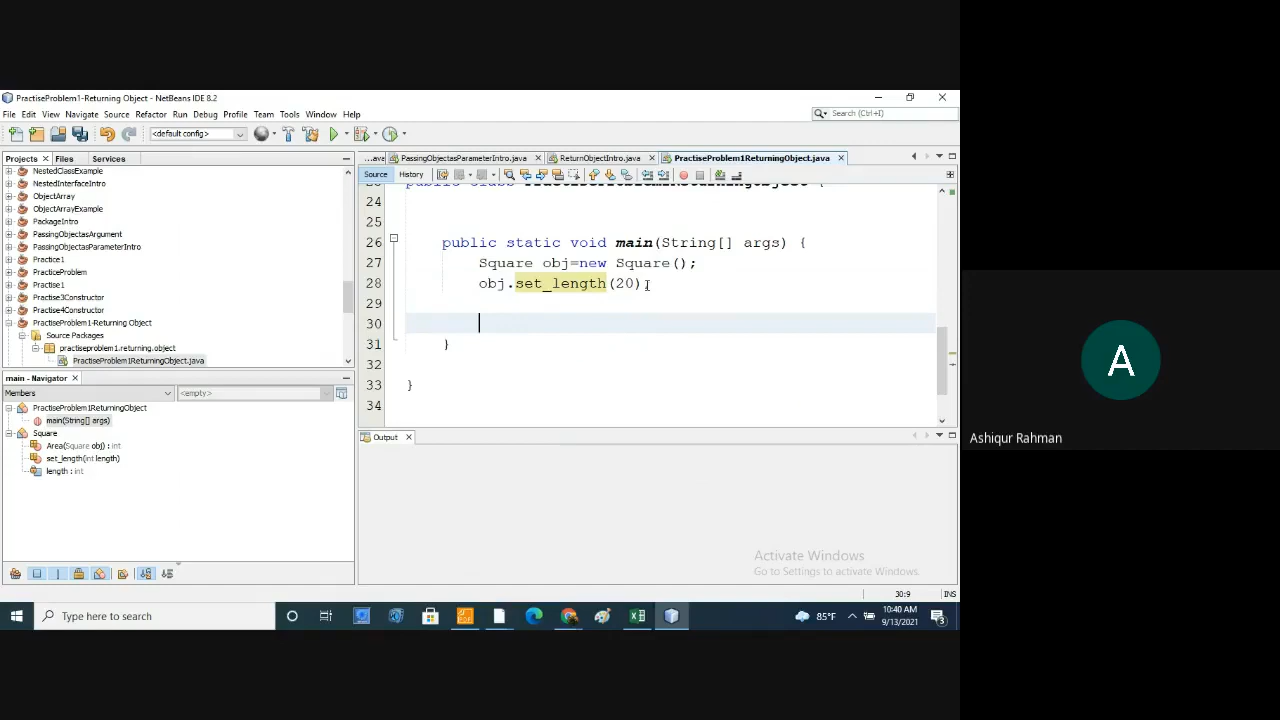 PractiseProblem1-Returning Object - NetBeans IDE 8.2
File Edit View Navigate Source Refactor Run Debug Profile Team Tools Window Help
Search (Ctrl+I)
<default config>
Projects Files Services
...ava PassingObjectasParameterIntro.java ReturnObjectIntro.java PractiseProblem1ReturningObject.java
Source History
NestedClassExample
NestedInterfaceIntro
ObjectArray
ObjectArrayExample
PackageIntro
PassingObjectasArgument
PassingObjectasParameterIntro
Practice1
PracticeProblem
Practise1
Practise3Constructor
Practise4Constructor
PractiseProblem1-Returning Object
Source Packages
practiseproblem1.returning.object
PractiseProblem1ReturningObject.java
24
25
26 public static void main(String[] args) {
27 Square obj=new Square();
28 obj.set_length(20);
29
30
31 }
32
33 }
34
main - Navigator
Members <empty>
PractiseProblem1ReturningObject
main(String[] args)
Square
Area(Square obj) : int
set_length(int length)
length : int
Output
Activate Windows
Go to Settings to activate Windows.
30:9 INS
Type here to search
85°F
10:40 AM
9/13/2021
3
A
Ashiqur Rahman